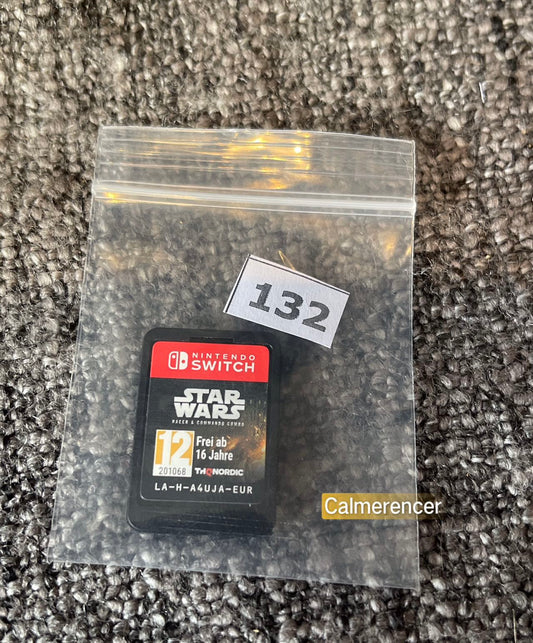 132
NINTENDO
SWITCH
STAR
WARS
RACER & COMMANDO COMBO
12
201068
Frei ab
16 Jahre
THQ NORDIC
LA-H-A4UJA-EUR
Calmerencer